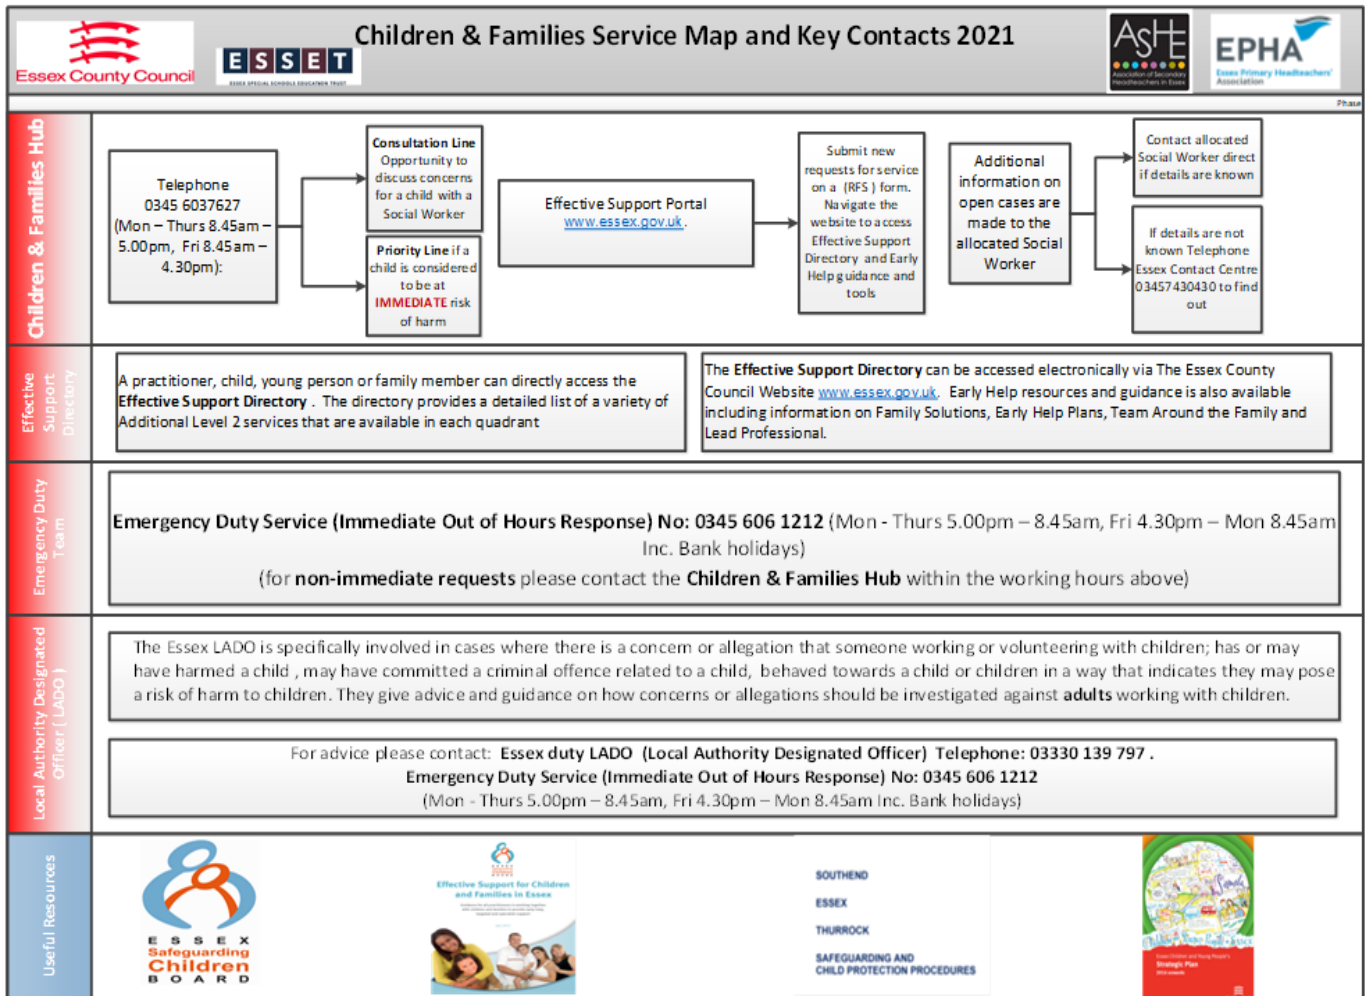 Children & Families Service Map and Key Contacts 2021
Essex County Council
ESSET
ESSEX SPECIAL SCHOOLS EDUCATION TRUST
ASHE
Association of Secondary
Headteachers in Essex
EPHA
Essex Primary Headteachers'
Association
Phase
Children & Families Hub
Telephone
0345 6037627
(Mon – Thurs 8.45am –
5.00pm, Fri 8.45am –
4.30pm):
Consultation Line
Opportunity to
discuss concerns
for a child with a
Social Worker
Priority Line if a
child is considered
to be at
IMMEDIATE risk
of harm
Effective Support Portal
www.essex.gov.uk.
Submit new
requests for service
on a (RFS ) form.
Navigate the
website to access
Effective Support
Directory and Early
Help guidance and
tools
Additional
information on
open cases are
made to the
allocated Social
Worker
Contact allocated
Social Worker direct
if details are known
If details are not
known Telephone
Essex Contact Centre
03457430430 to find
out
Effective
Support
Directory
A practitioner, child, young person or family member can directly access the
Effective Support Directory . The directory provides a detailed list of a variety of
Additional Level 2 services that are available in each quadrant
The Effective Support Directory can be accessed electronically via The Essex County
Council Website www.essex.gov.uk. Early Help resources and guidance is also available
including information on Family Solutions, Early Help Plans, Team Around the Family and
Lead Professional.
Emergency Duty
Team
Emergency Duty Service (Immediate Out of Hours Response) No: 0345 606 1212 (Mon - Thurs 5.00pm – 8.45am, Fri 4.30pm – Mon 8.45am
Inc. Bank holidays)
(for non-immediate requests please contact the Children & Families Hub within the working hours above)
Local Authority Designated
Officer ( LADO )
The Essex LADO is specifically involved in cases where there is a concern or allegation that someone working or volunteering with children; has or may
have harmed a child , may have committed a criminal offence related to a child, behaved towards a child or children in a way that indicates they may pose
a risk of harm to children. They give advice and guidance on how concerns or allegations should be investigated against adults working with children.
For advice please contact: Essex duty LADO (Local Authority Designated Officer) Telephone: 03330 139 797 .
Emergency Duty Service (Immediate Out of Hours Response) No: 0345 606 1212
(Mon - Thurs 5.00pm – 8.45am, Fri 4.30pm – Mon 8.45am Inc. Bank holidays)
Useful Resources
ESSEX
Safeguarding
Children
BOARD
Effective Support for Children
and Families in Essex
SOUTHEND
ESSEX
THURROCK
SAFEGUARDING AND
CHILD PROTECTION PROCEDURES
Essex Children and Young People's
Strategic Plan